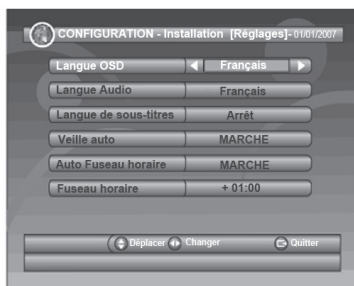 CONFIGURATION - Installation [Réglages]- 01/01/2007
Langue OSD Français
Langue Audio Français
Langue de sous-titres Arrêt
Veille auto MARCHE
Auto Fuseau horaire MARCHE
Fuseau horaire + 01:00
Déplacer Changer Quitter